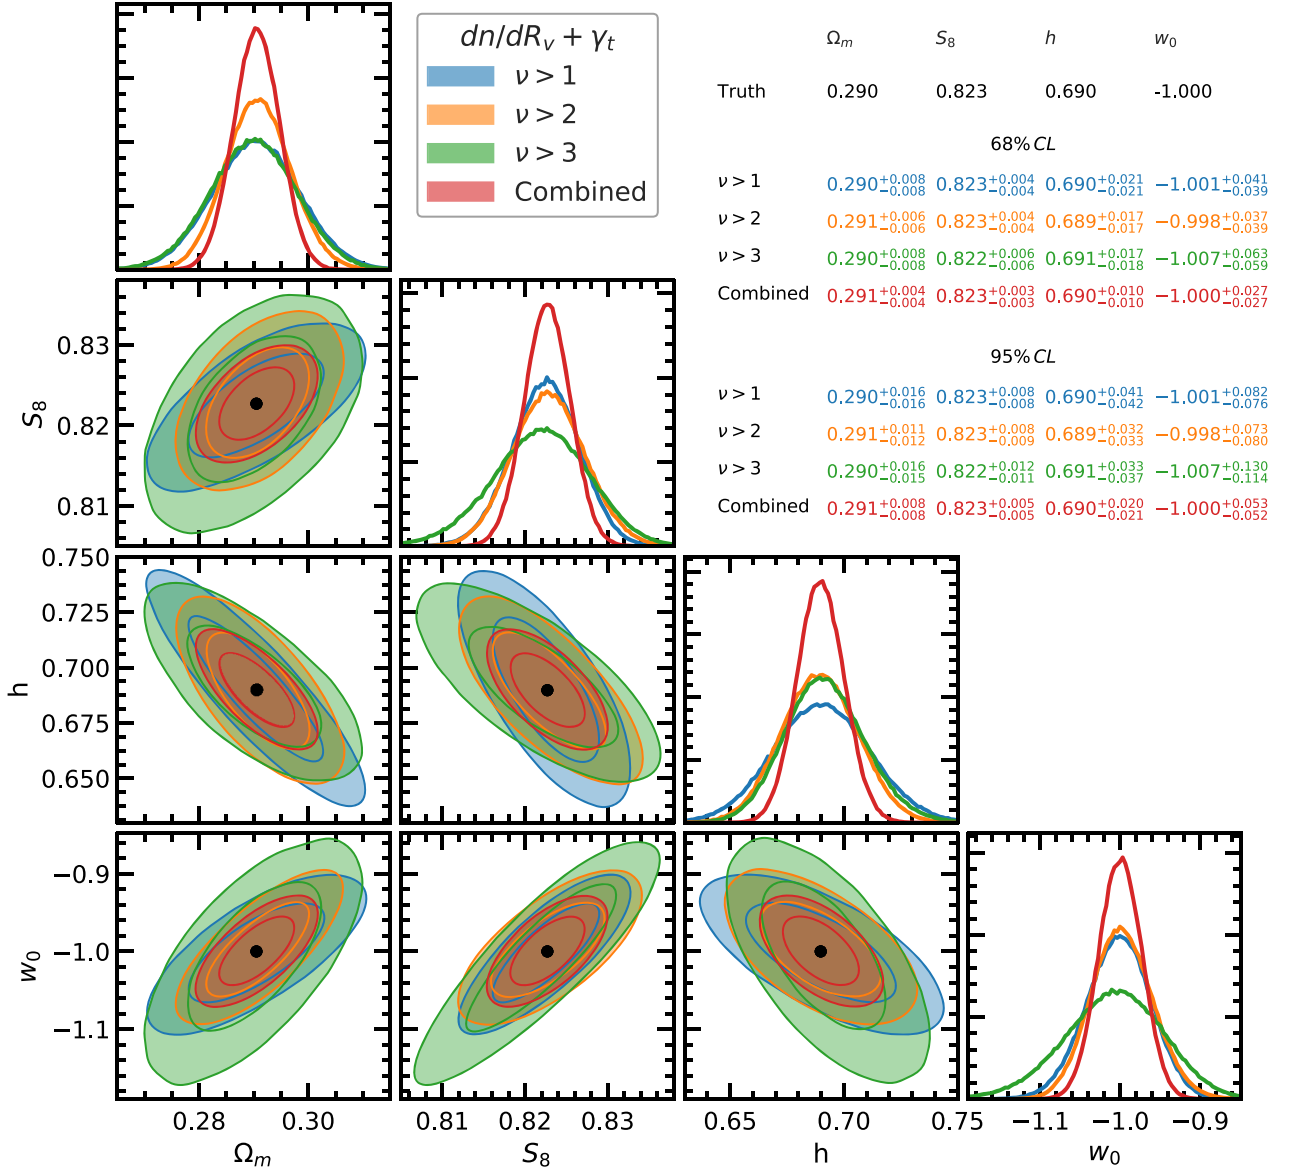 dn/dR_v + γ_t
ν > 1
ν > 2
ν > 3
Combined
Ω_m S_8 h w_0
Truth 0.290 0.823 0.690 -1.000
68% CL
ν > 1 0.290^{+0.008}_{−0.008} 0.823^{+0.004}_{−0.004} 0.690^{+0.021}_{−0.021} −1.001^{+0.041}_{−0.039}
ν > 2 0.291^{+0.006}_{−0.006} 0.823^{+0.004}_{−0.004} 0.689^{+0.017}_{−0.017} −0.998^{+0.037}_{−0.039}
ν > 3 0.290^{+0.008}_{−0.008} 0.822^{+0.006}_{−0.006} 0.691^{+0.017}_{−0.018} −1.007^{+0.063}_{−0.059}
Combined 0.291^{+0.004}_{−0.004} 0.823^{+0.003}_{−0.003} 0.690^{+0.010}_{−0.010} −1.000^{+0.027}_{−0.027}
95% CL
ν > 1 0.290^{+0.016}_{−0.016} 0.823^{+0.008}_{−0.008} 0.690^{+0.041}_{−0.042} −1.001^{+0.082}_{−0.076}
ν > 2 0.291^{+0.011}_{−0.012} 0.823^{+0.008}_{−0.009} 0.689^{+0.032}_{−0.033} −0.998^{+0.073}_{−0.080}
ν > 3 0.290^{+0.016}_{−0.015} 0.822^{+0.012}_{−0.011} 0.691^{+0.033}_{−0.037} −1.007^{+0.130}_{−0.114}
Combined 0.291^{+0.008}_{−0.008} 0.823^{+0.005}_{−0.005} 0.690^{+0.020}_{−0.021} −1.000^{+0.053}_{−0.052}
0.83
0.82
0.81
S_8
0.750
0.725
0.700
0.675
0.650
h
−0.9
−1.0
−1.1
w_0
0.28 0.30 0.81 0.82 0.83 0.65 0.70 0.75 −1.1 −1.0 −0.9
Ω_m S_8 h w_0